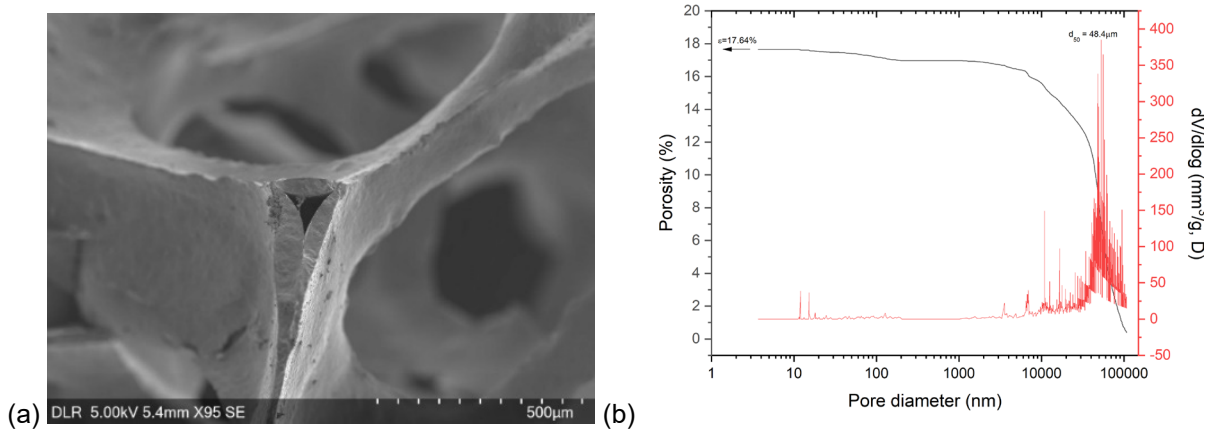 (a)
DLR 5.00kV 5.4mm X95 SE 500µm
(b)
20
18
16
14
12
10
8
6
4
2
0
Porosity (%)
ε=17.64%
d50 = 48.4µm
400
350
300
250
200
150
100
50
0
-50
dV/dlog (mm³/g, D)
1 10 100 1000 10000 100000
Pore diameter (nm)